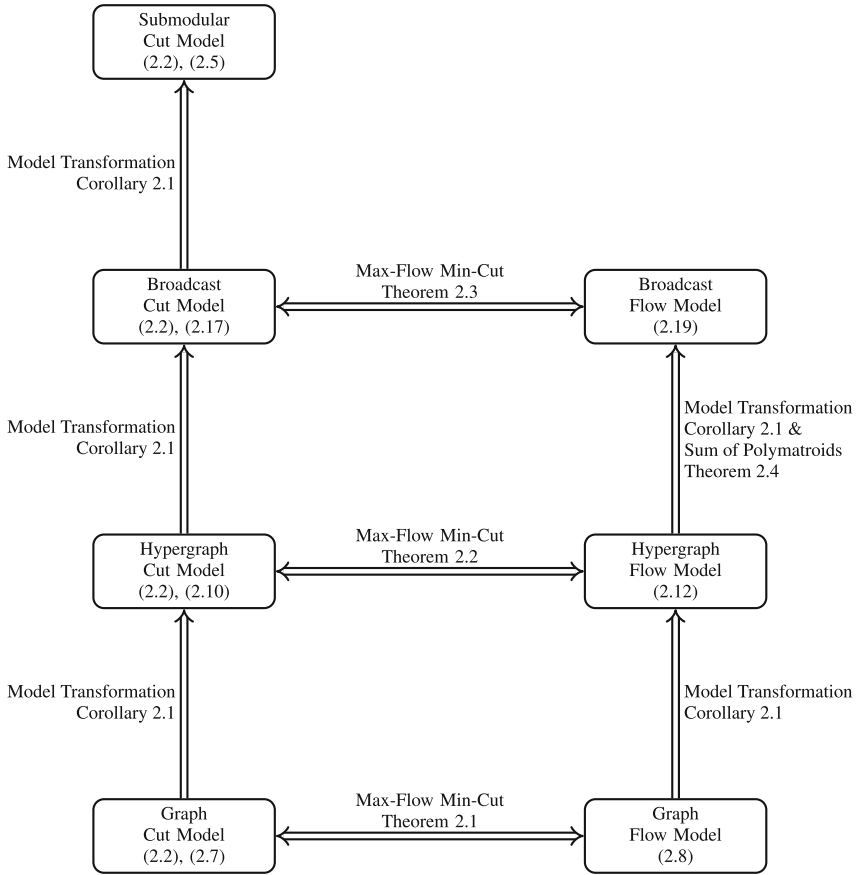 Submodular
Cut Model
(2.2), (2.5)
Model Transformation
Corollary 2.1
Broadcast
Cut Model
(2.2), (2.17)
Max-Flow Min-Cut
Theorem 2.3
Broadcast
Flow Model
(2.19)
Model Transformation
Corollary 2.1
Model Transformation
Corollary 2.1 &
Sum of Polymatroids
Theorem 2.4
Hypergraph
Cut Model
(2.2), (2.10)
Max-Flow Min-Cut
Theorem 2.2
Hypergraph
Flow Model
(2.12)
Model Transformation
Corollary 2.1
Model Transformation
Corollary 2.1
Graph
Cut Model
(2.2), (2.7)
Max-Flow Min-Cut
Theorem 2.1
Graph
Flow Model
(2.8)